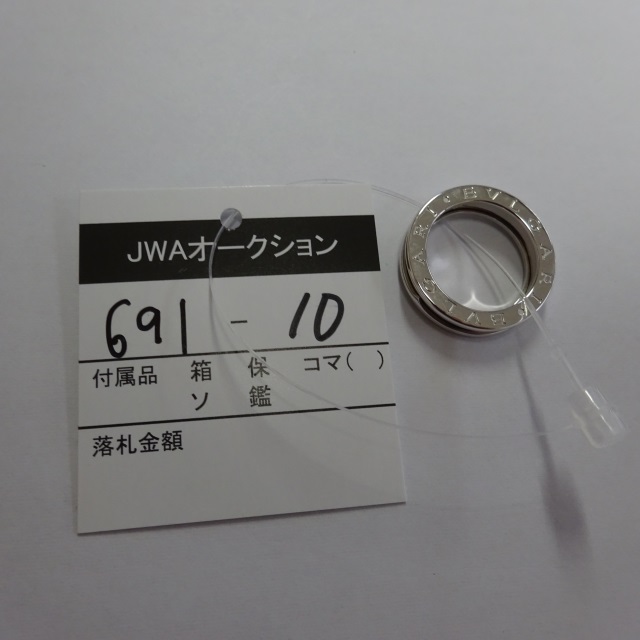 JWAオークション
691 - 10
付属品 箱 保 コマ( )
ソ 鑑
落札金額
BVLGARI BVLGARI